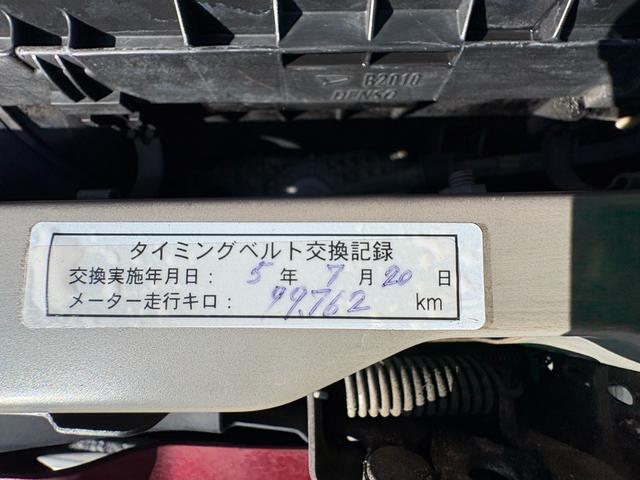 B2010
DENSO
タイミングベルト交換記録
交換実施年月日： 5 年 7 月 20 日
メーター走行キロ： 99,762 km